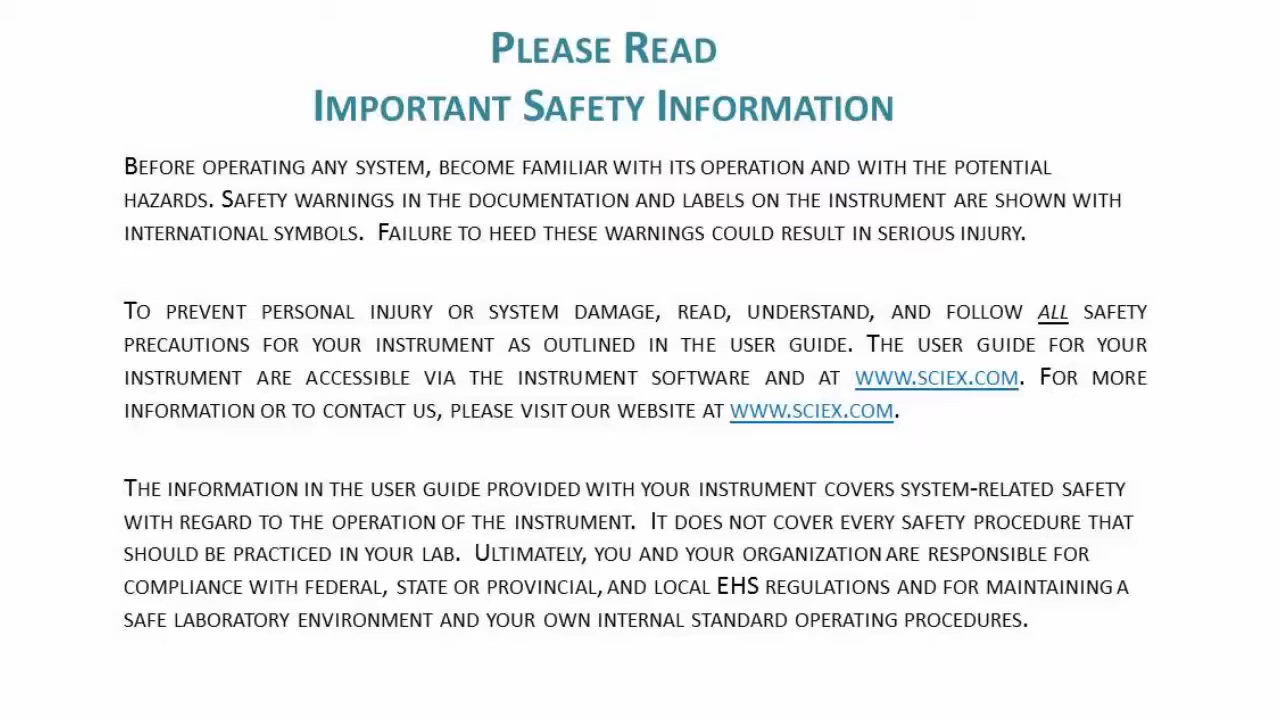 Please Read
Important Safety Information
Before operating any system, become familiar with its operation and with the potential
hazards. Safety warnings in the documentation and labels on the instrument are shown with
international symbols. Failure to heed these warnings could result in serious injury.
To prevent personal injury or system damage, read, understand, and follow all safety
precautions for your instrument as outlined in the user guide. The user guide for your
instrument are accessible via the instrument software and at www.sciex.com. For more
information or to contact us, please visit our website at www.sciex.com.
The information in the user guide provided with your instrument covers system-related safety
with regard to the operation of the instrument. It does not cover every safety procedure that
should be practiced in your lab. Ultimately, you and your organization are responsible for
compliance with federal, state or provincial, and local EHS regulations and for maintaining a
safe laboratory environment and your own internal standard operating procedures.